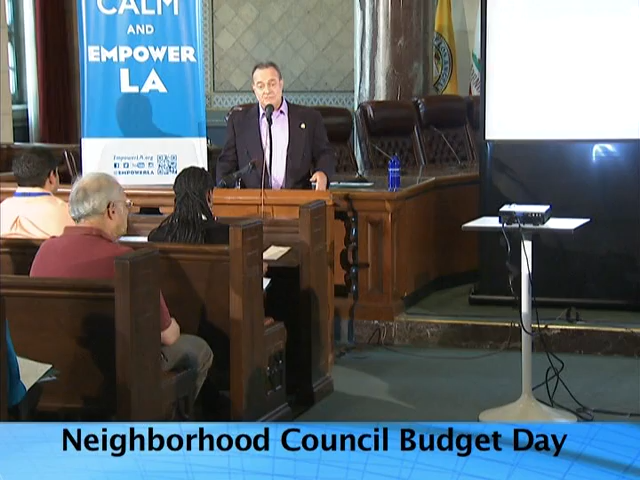 CALM
AND
EMPOWER
LA
EmpowerLA.org
@EMPOWERLA
Neighborhood Council Budget Day